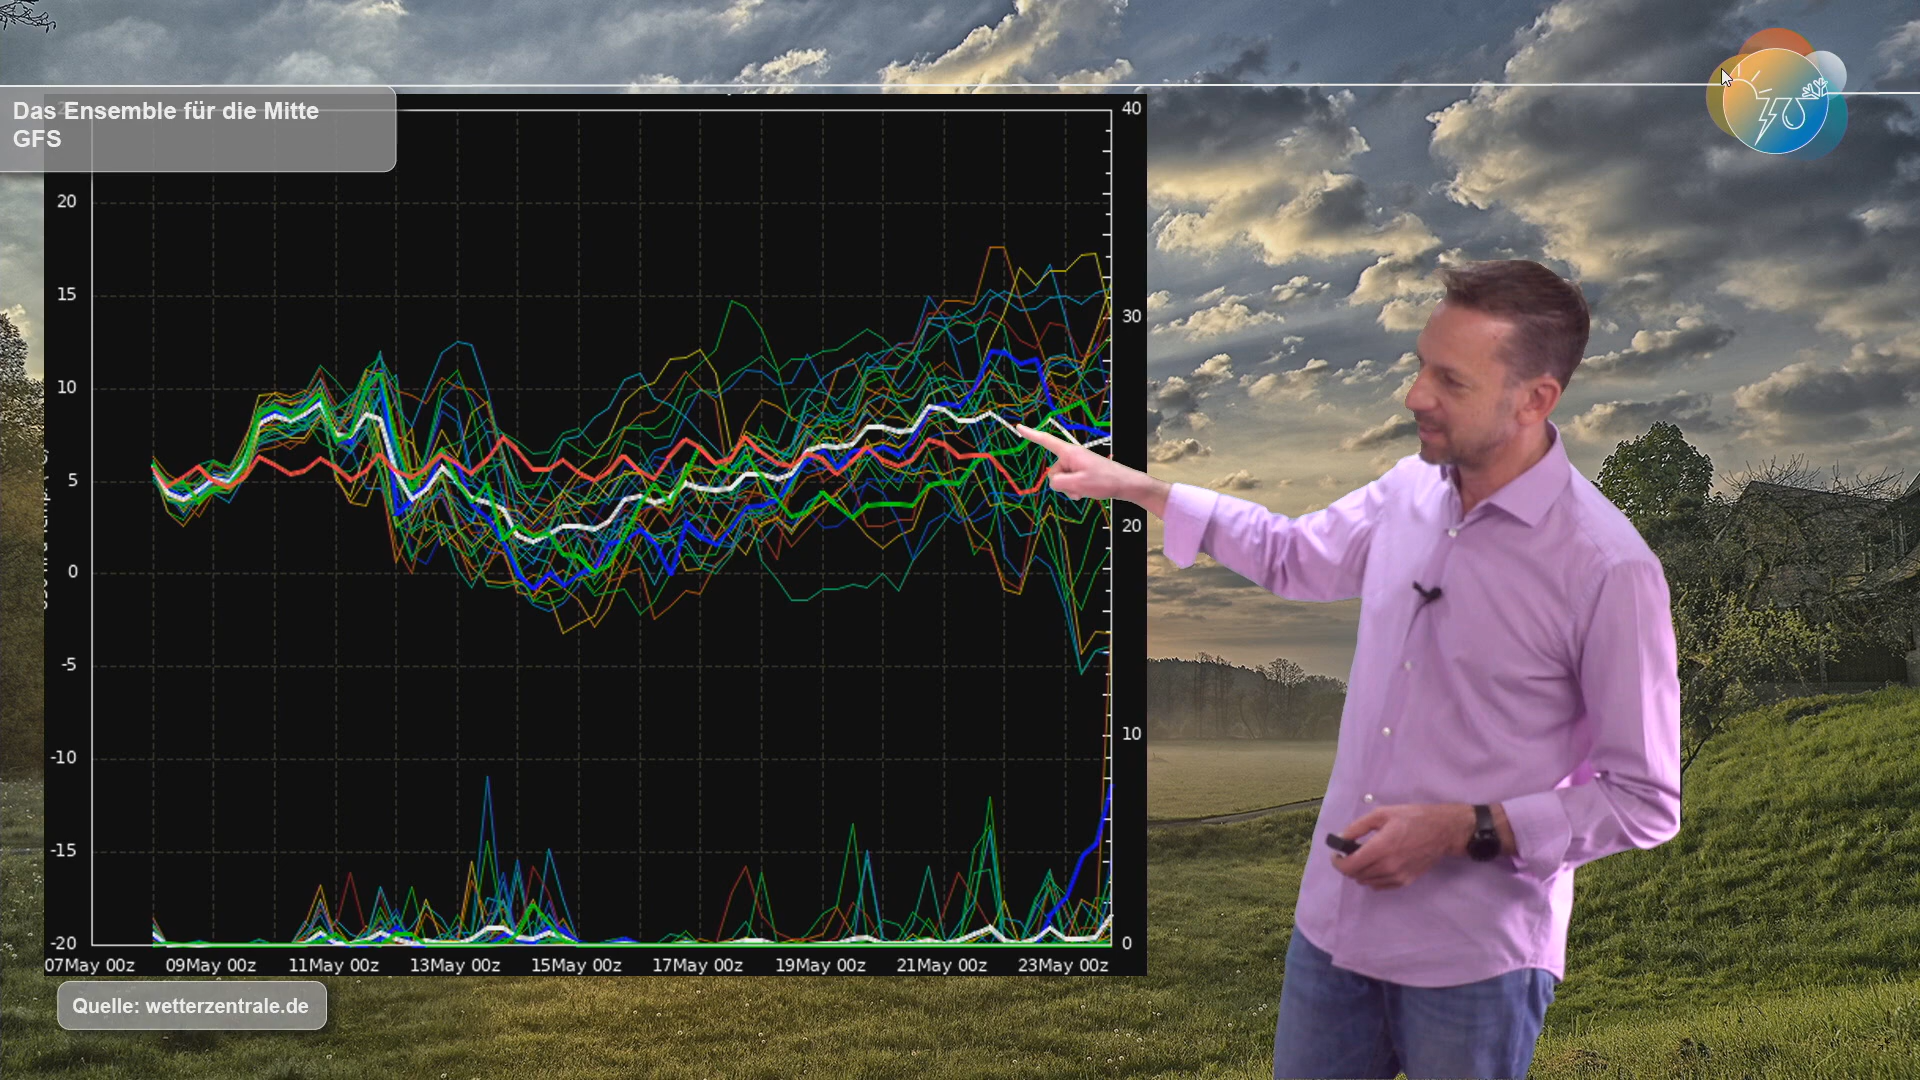 Das Ensemble für die Mitte
GFS
40
20
15
30
10
5
20
0
-5
10
-10
-15
-20
0
07May 00z
09May 00z
11May 00z
13May 00z
15May 00z
17May 00z
19May 00z
21May 00z
23May 00z
Quelle: wetterzentrale.de